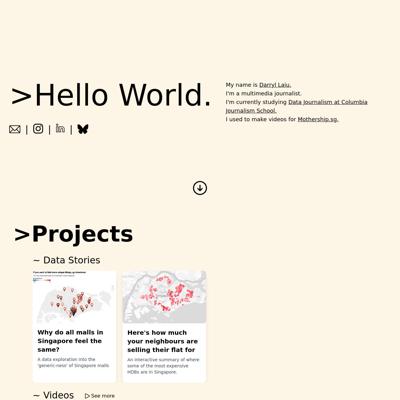 >Hello World.
My name is Darryl Laiu.
I'm a multimedia journalist.
I'm currently studying Data Journalism at Columbia
Journalism School.
I used to make videos for Mothership.sg.
>Projects
~ Data Stories
Why do all malls in
Singapore feel the
same?
A data exploration into the
'generic-ness' of Singapore malls
Here's how much
your neighbours are
selling their flat for
An interactive summary of where
some of the most expensive
HDBs are in Singapore.
~ Videos
See more